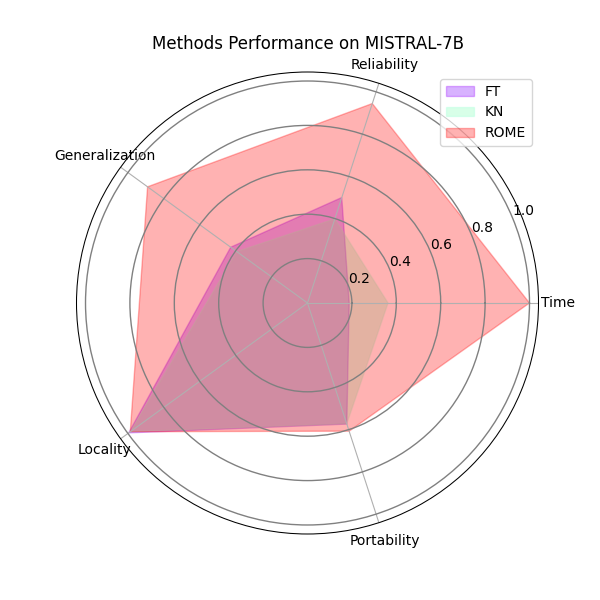 Methods Performance on MISTRAL-7B
Reliability
FT
KN
ROME
Generalization
1.0
0.8
0.6
0.4
0.2
Time
Locality
Portability